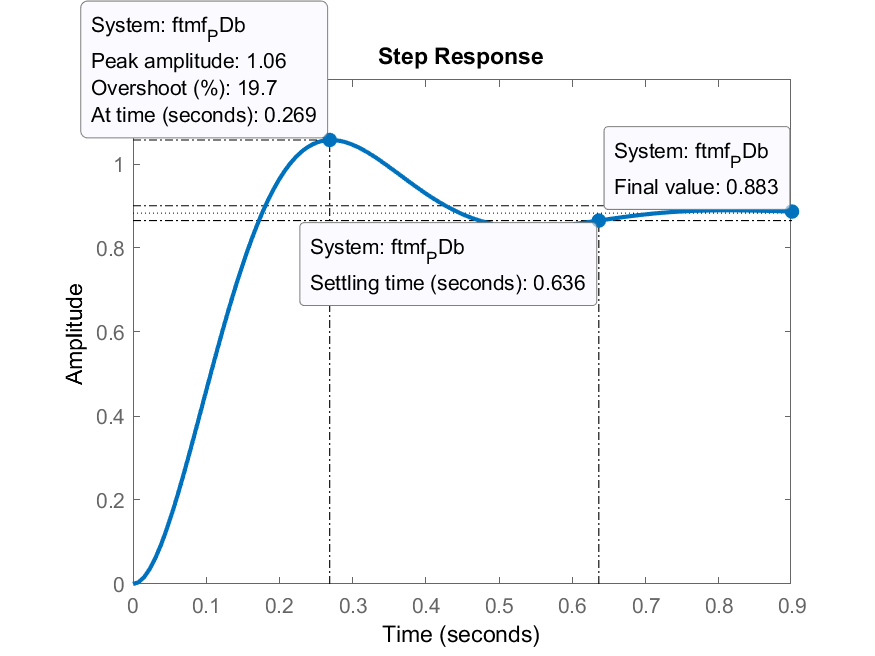 System: ftmfPDb
Peak amplitude: 1.06
Overshoot (%): 19.7
At time (seconds): 0.269
Step Response
System: ftmfPDb
Final value: 0.883
System: ftmfPDb
Settling time (seconds): 0.636
Amplitude
1
0.8
0.6
0.4
0.2
0
0 0.1 0.2 0.3 0.4 0.5 0.6 0.7 0.8 0.9
Time (seconds)